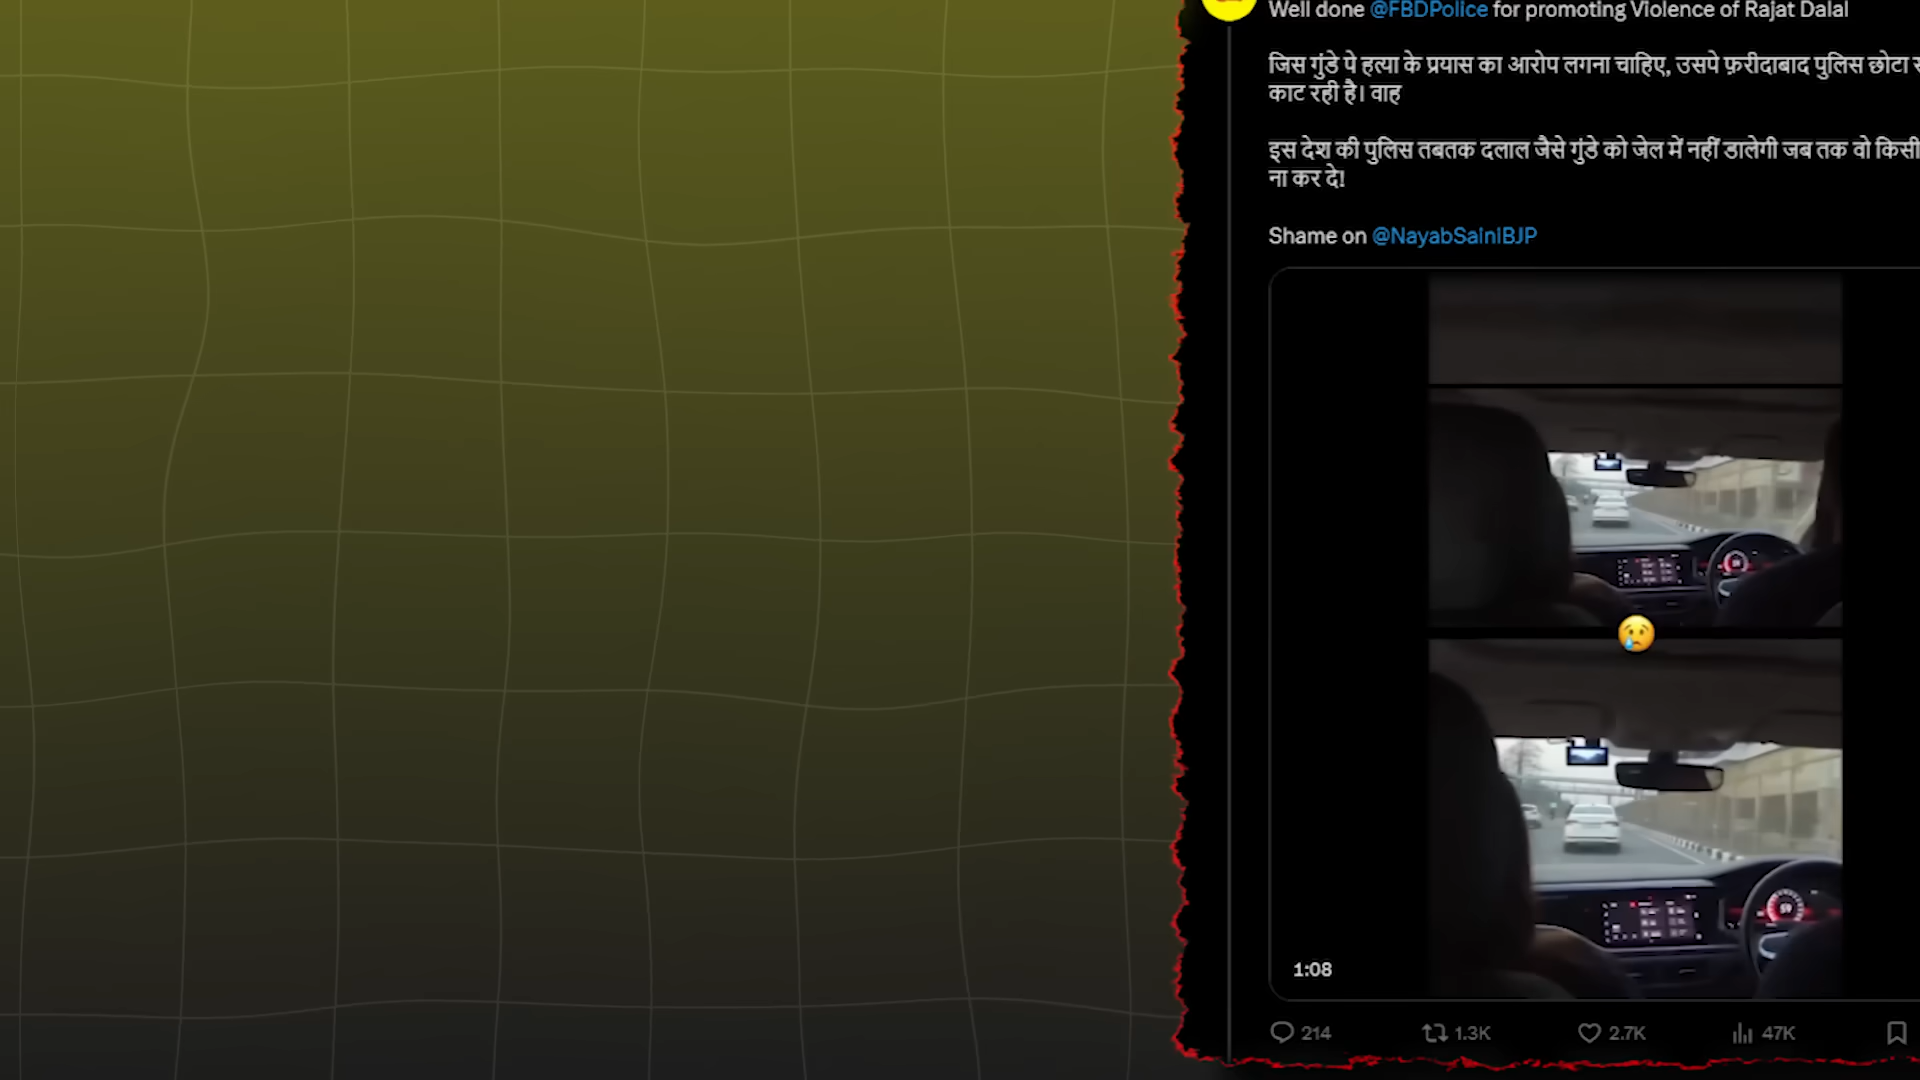 Well done @FBDPolice for promoting Violence of Rajat Dalal
जिस गुंडे पे हत्या के प्रयास का आरोप लगना चाहिए, उसपे फ़रीदाबाद पुलिस छोटा
काट रही है। वाह
इस देश की पुलिस तबतक दलाल जैसे गुंडे को जेल में नहीं डालेगी जब तक वो किसी
ना कर दे!
Shame on @NayabSainiBJP
59
1:08
214 1.3K 2.7K 47K